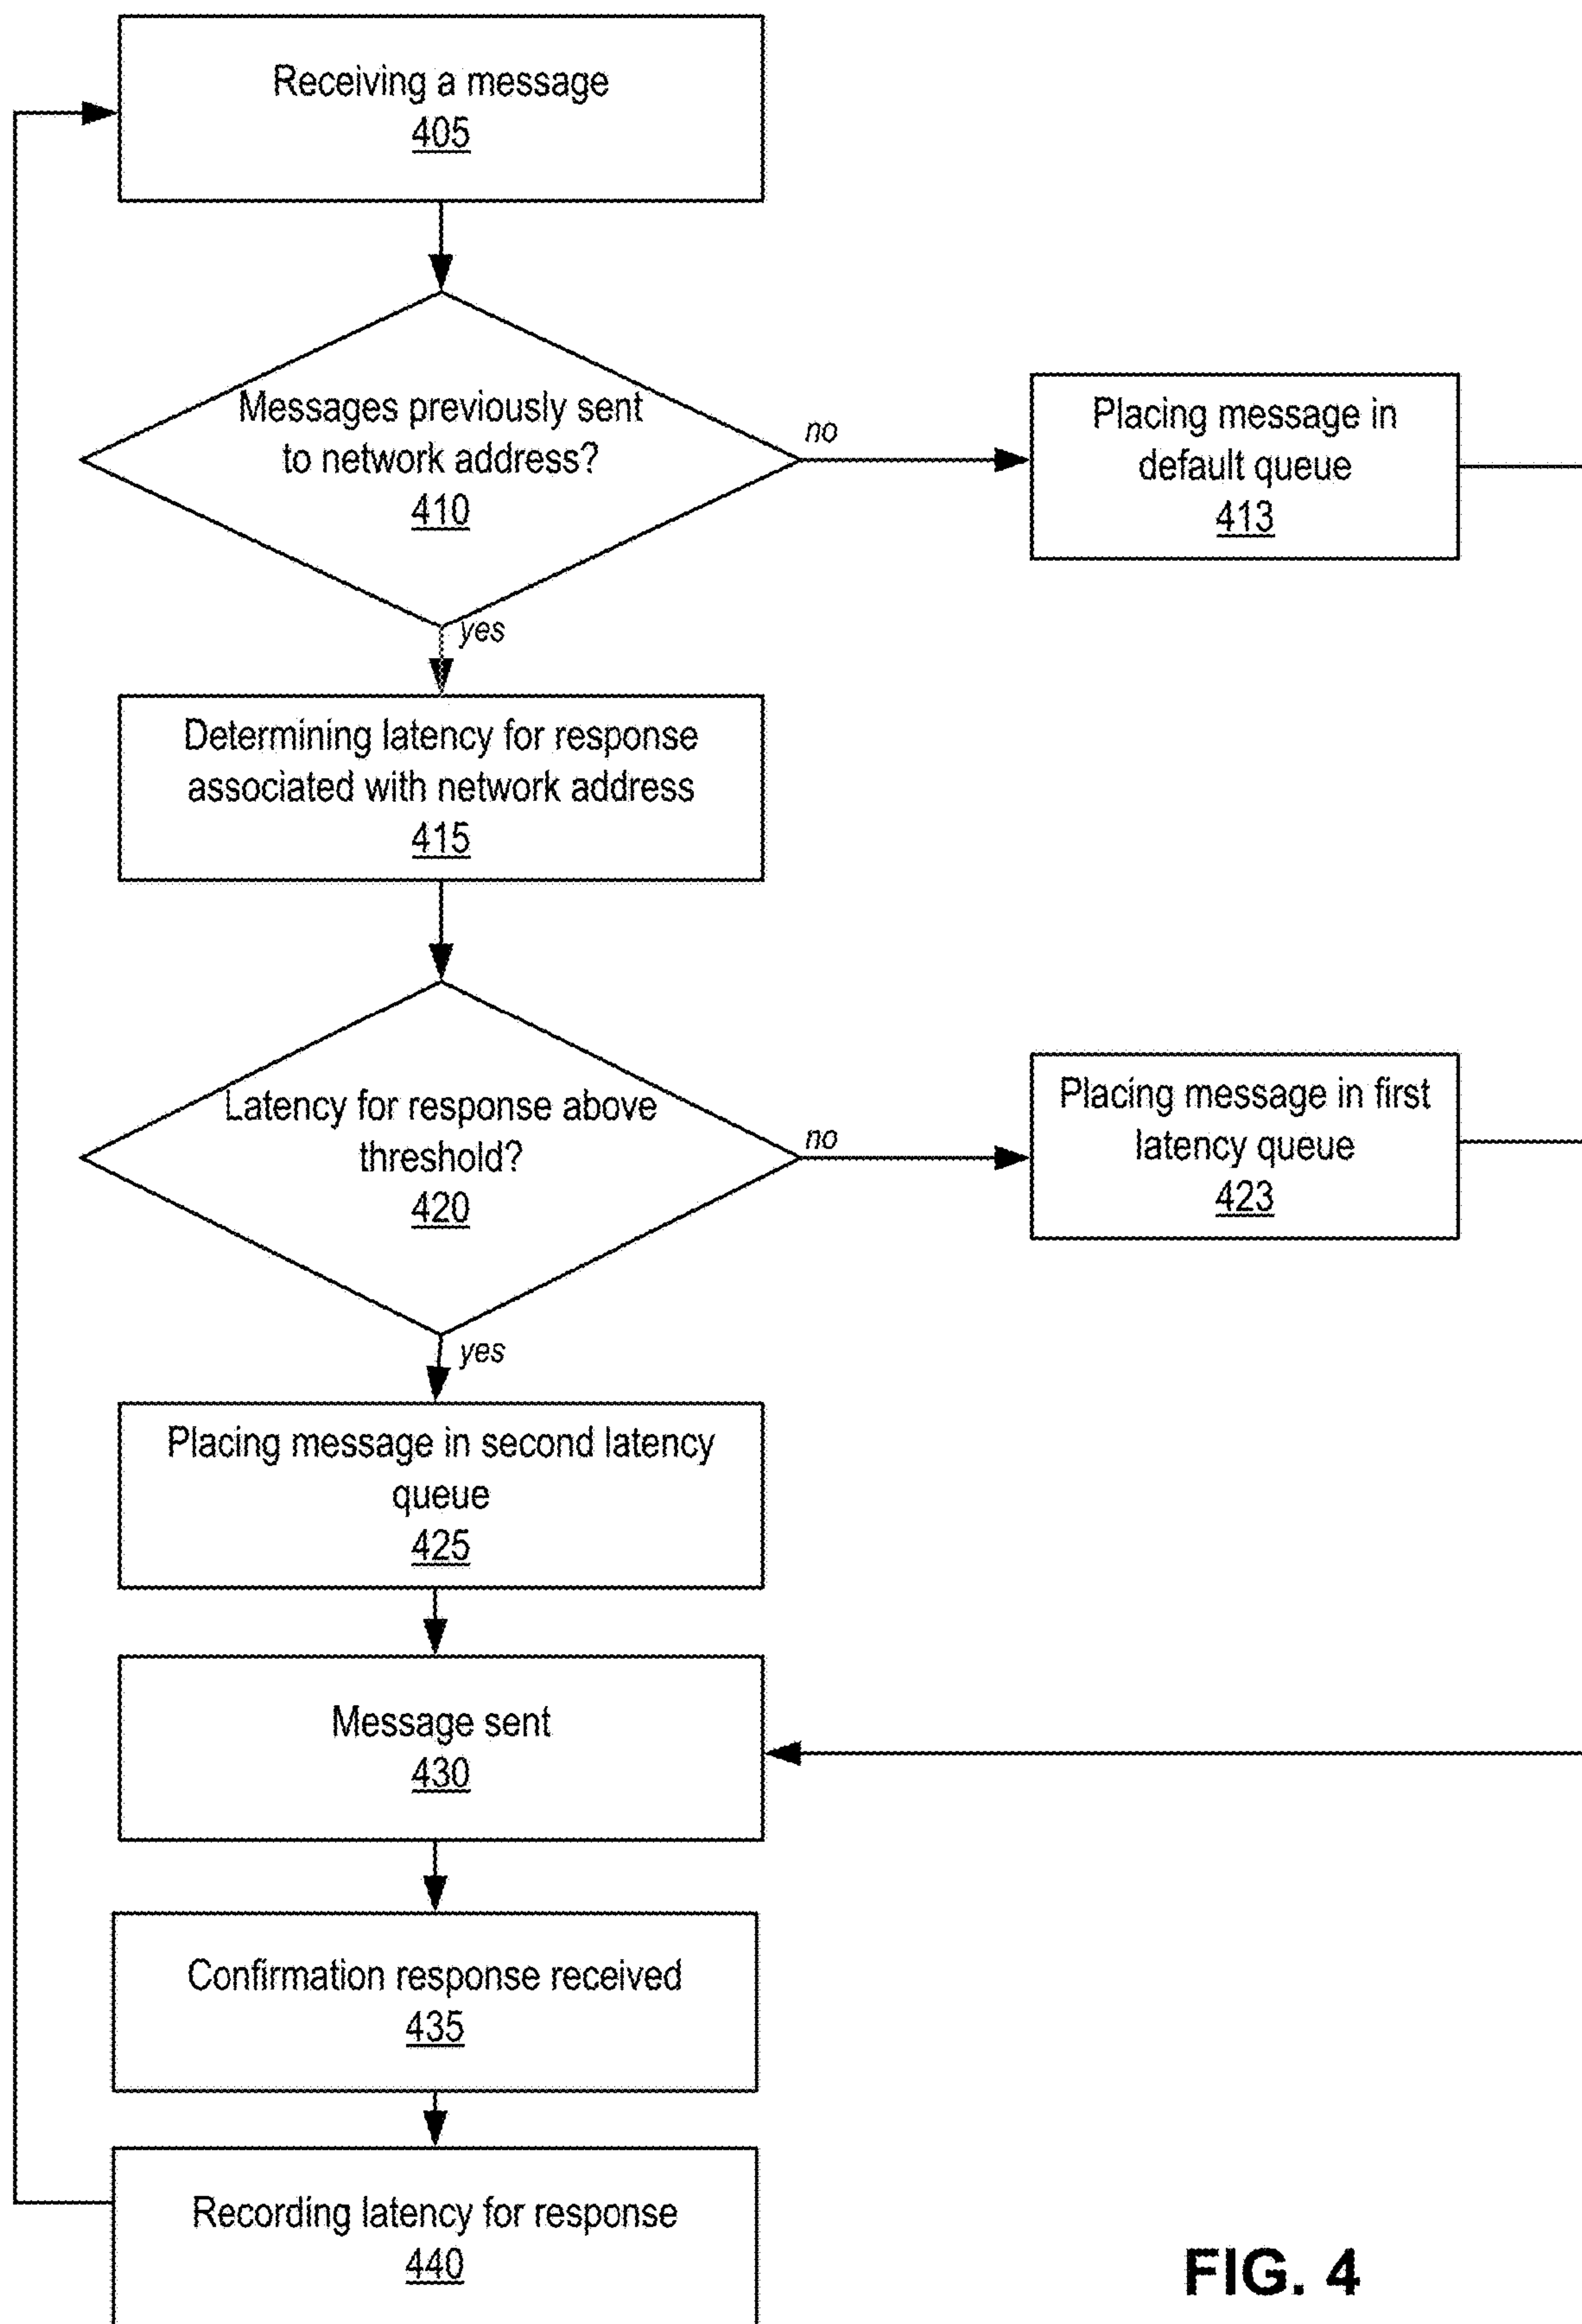 Receiving a message
405
Messages previously sent
to network address?
410
no
Placing message in
default queue
413
yes
Determining latency for response
associated with network address
415
Latency for response above
threshold?
420
no
Placing message in first
latency queue
423
yes
Placing message in second latency
queue
425
Message sent
430
Confirmation response received
435
Recording latency for response
440
FIG. 4